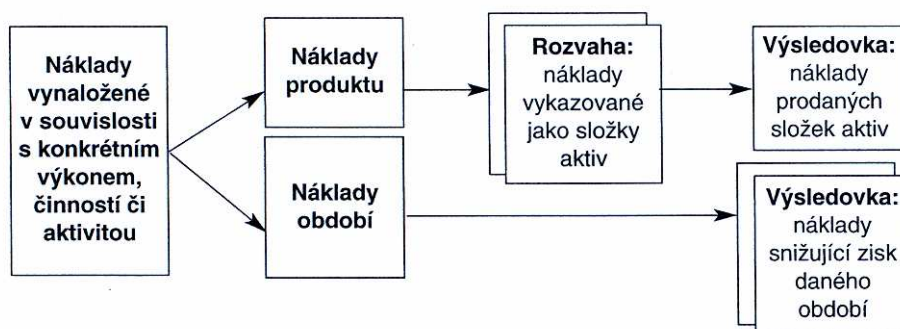 Náklady
vynaložené
v souvislosti
s konkrétním
výkonem,
činností či
aktivitou
Náklady
produktu
Náklady
období
Rozvaha:
náklady
vykazované
jako složky
aktiv
Výsledovka:
náklady
prodaných
složek aktiv
Výsledovka:
náklady
snižující zisk
daného
období